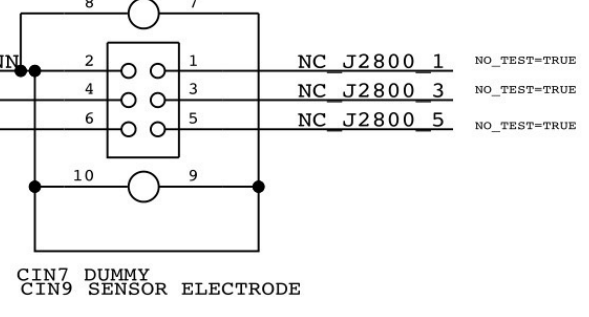 8 7
NN 2 1 NC_J2800_1 NO_TEST=TRUE
4 3 NC_J2800_3 NO_TEST=TRUE
6 5 NC_J2800_5 NO_TEST=TRUE
10 9
CIN7 DUMMY
CIN9 SENSOR ELECTRODE